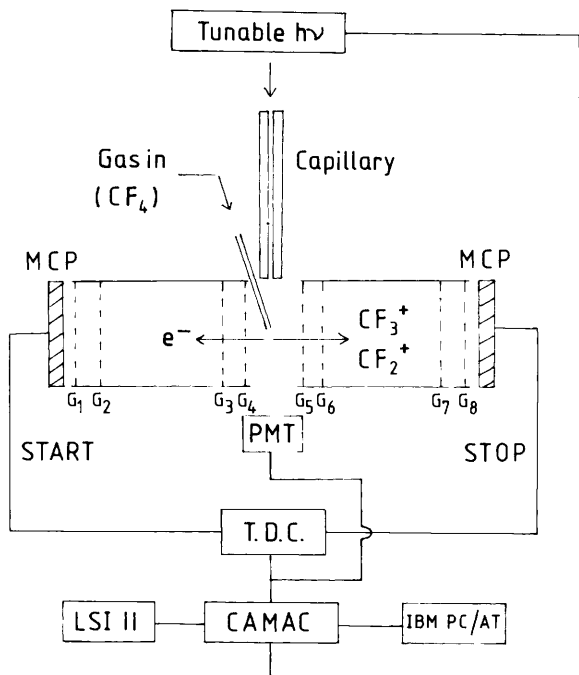 Tunable hν
Gas in
(CF₄)
Capillary
MCP
MCP
e⁻
CF₃⁺
CF₂⁺
G₁ G₂ G₃ G₄ G₅ G₆ G₇ G₈
PMT
START
STOP
T.D.C.
LSI II
CAMAC
IBM PC/AT